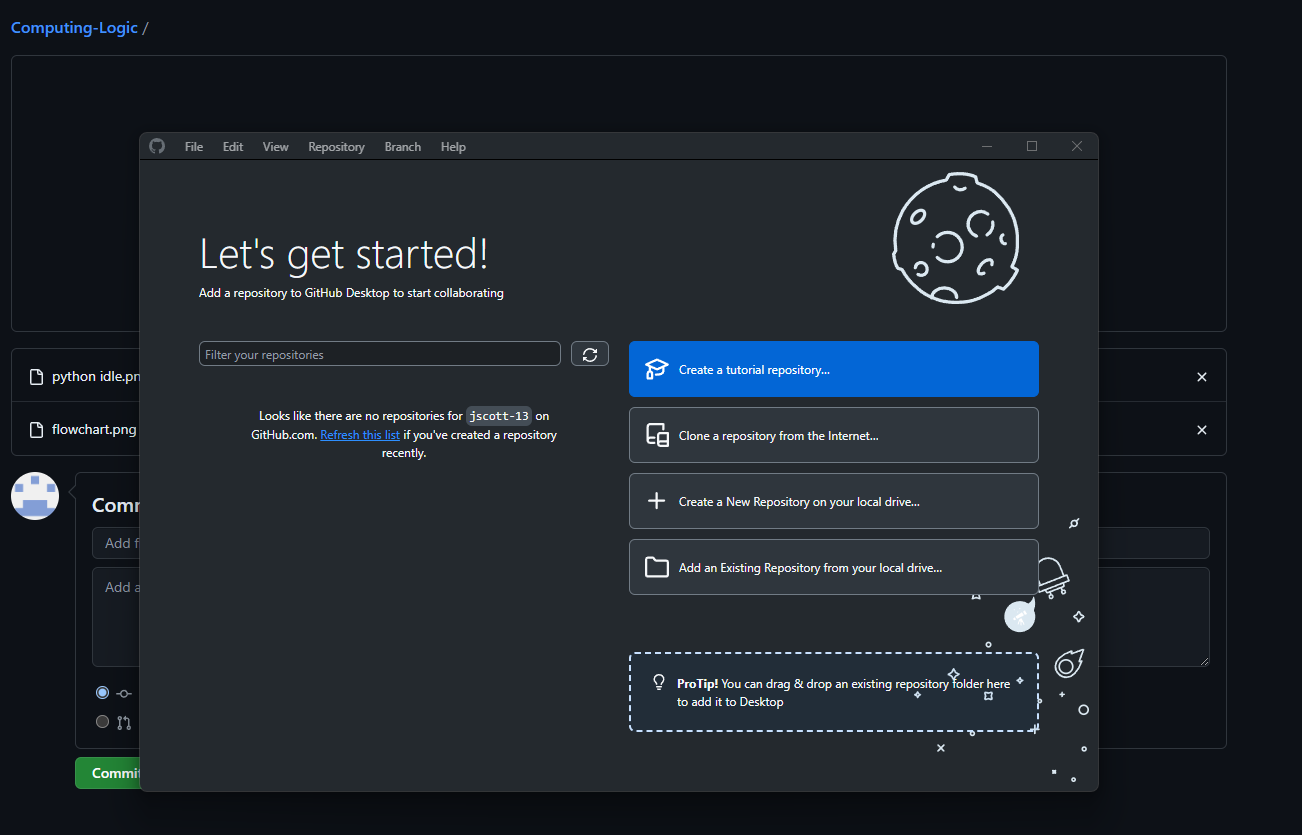 Computing-Logic /
File Edit View Repository Branch Help
Let's get started!
Add a repository to GitHub Desktop to start collaborating
Filter your repositories
Looks like there are no repositories for jscott-13 on
GitHub.com. Refresh this list if you've created a repository
recently.
Create a tutorial repository...
Clone a repository from the Internet...
Create a New Repository on your local drive...
Add an Existing Repository from your local drive...
ProTip! You can drag & drop an existing repository folder here
to add it to Desktop
python idle.pn
flowchart.png
Comm
Add f
Add a
Commit